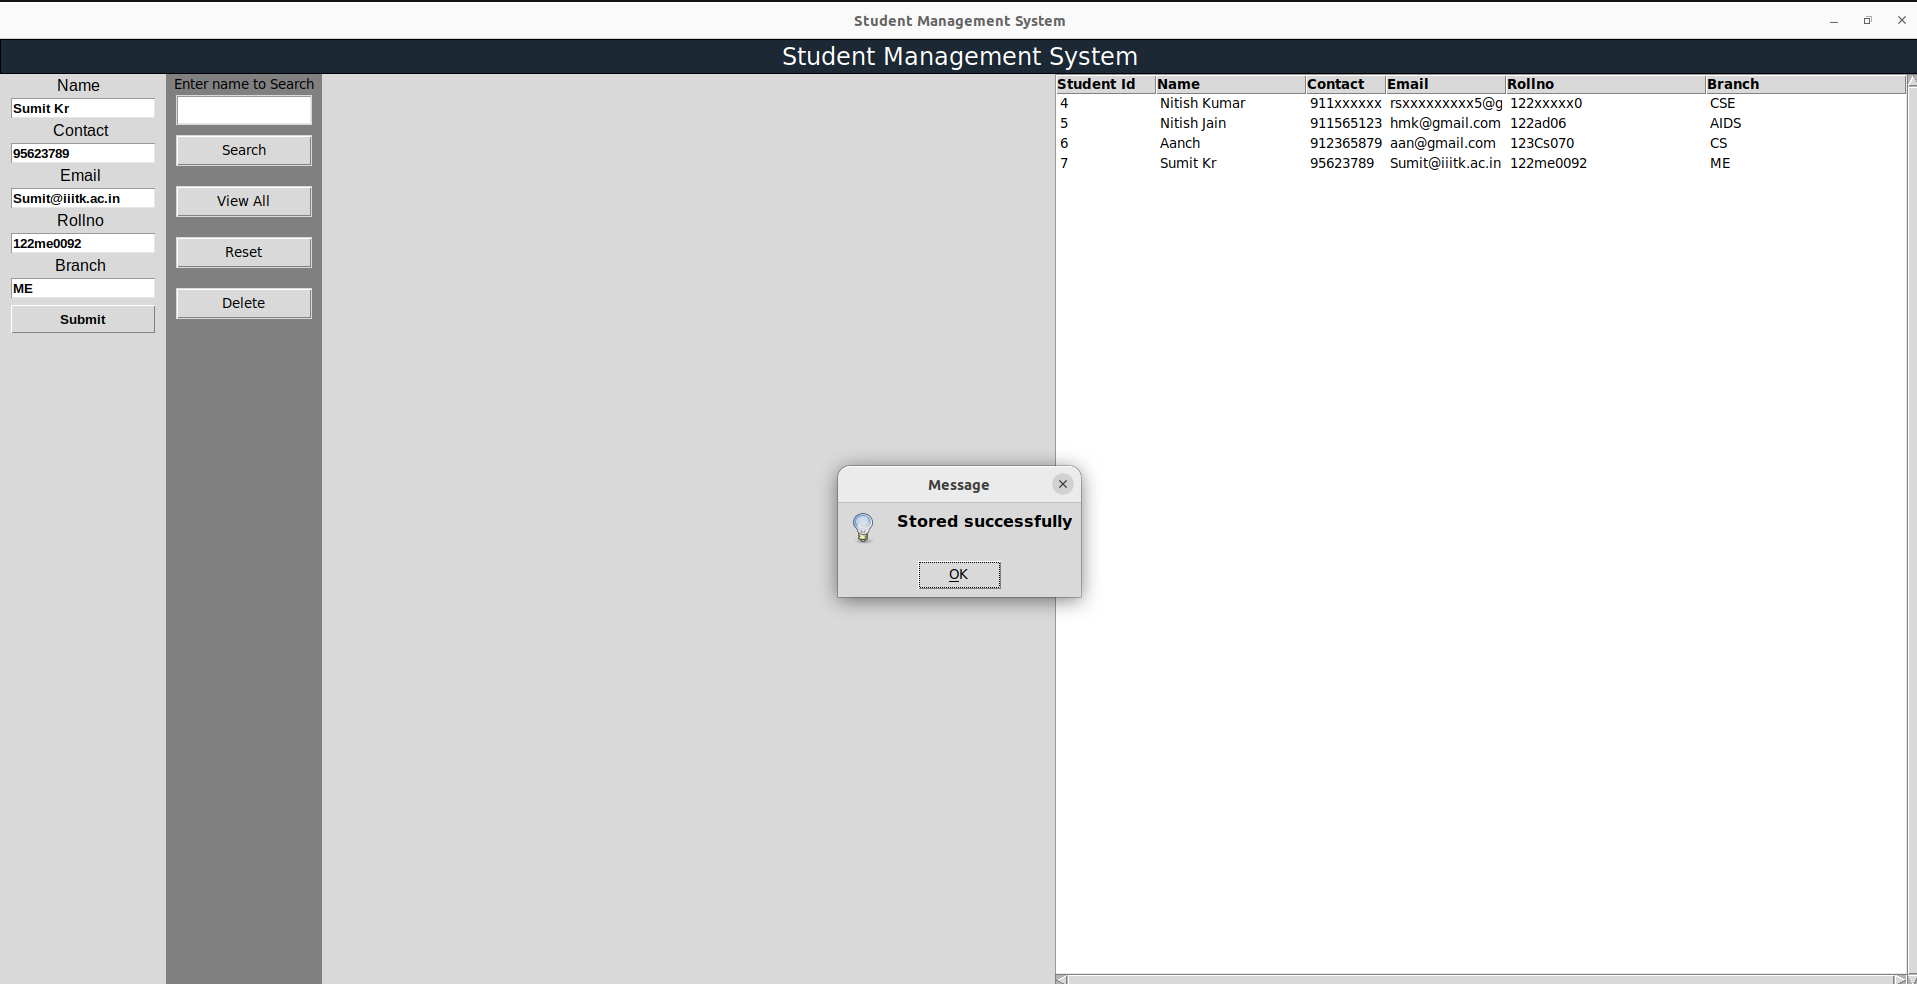 Student Management System
Student Management System
Name
Sumit Kr
Contact
95623789
Email
Sumit@iiitk.ac.in
Rollno
122me0092
Branch
ME
Submit
Enter name to Search
Search
View All
Reset
Delete
Student Id Name Contact Email Rollno Branch
4 Nitish Kumar 911xxxxxx rsxxxxxxxxx5@g 122xxxxx0 CSE
5 Nitish Jain 911565123 hmk@gmail.com 122ad06 AIDS
6 Aanch 912365879 aan@gmail.com 123Cs070 CS
7 Sumit Kr 95623789 Sumit@iiitk.ac.in 122me0092 ME
Message
Stored successfully
OK